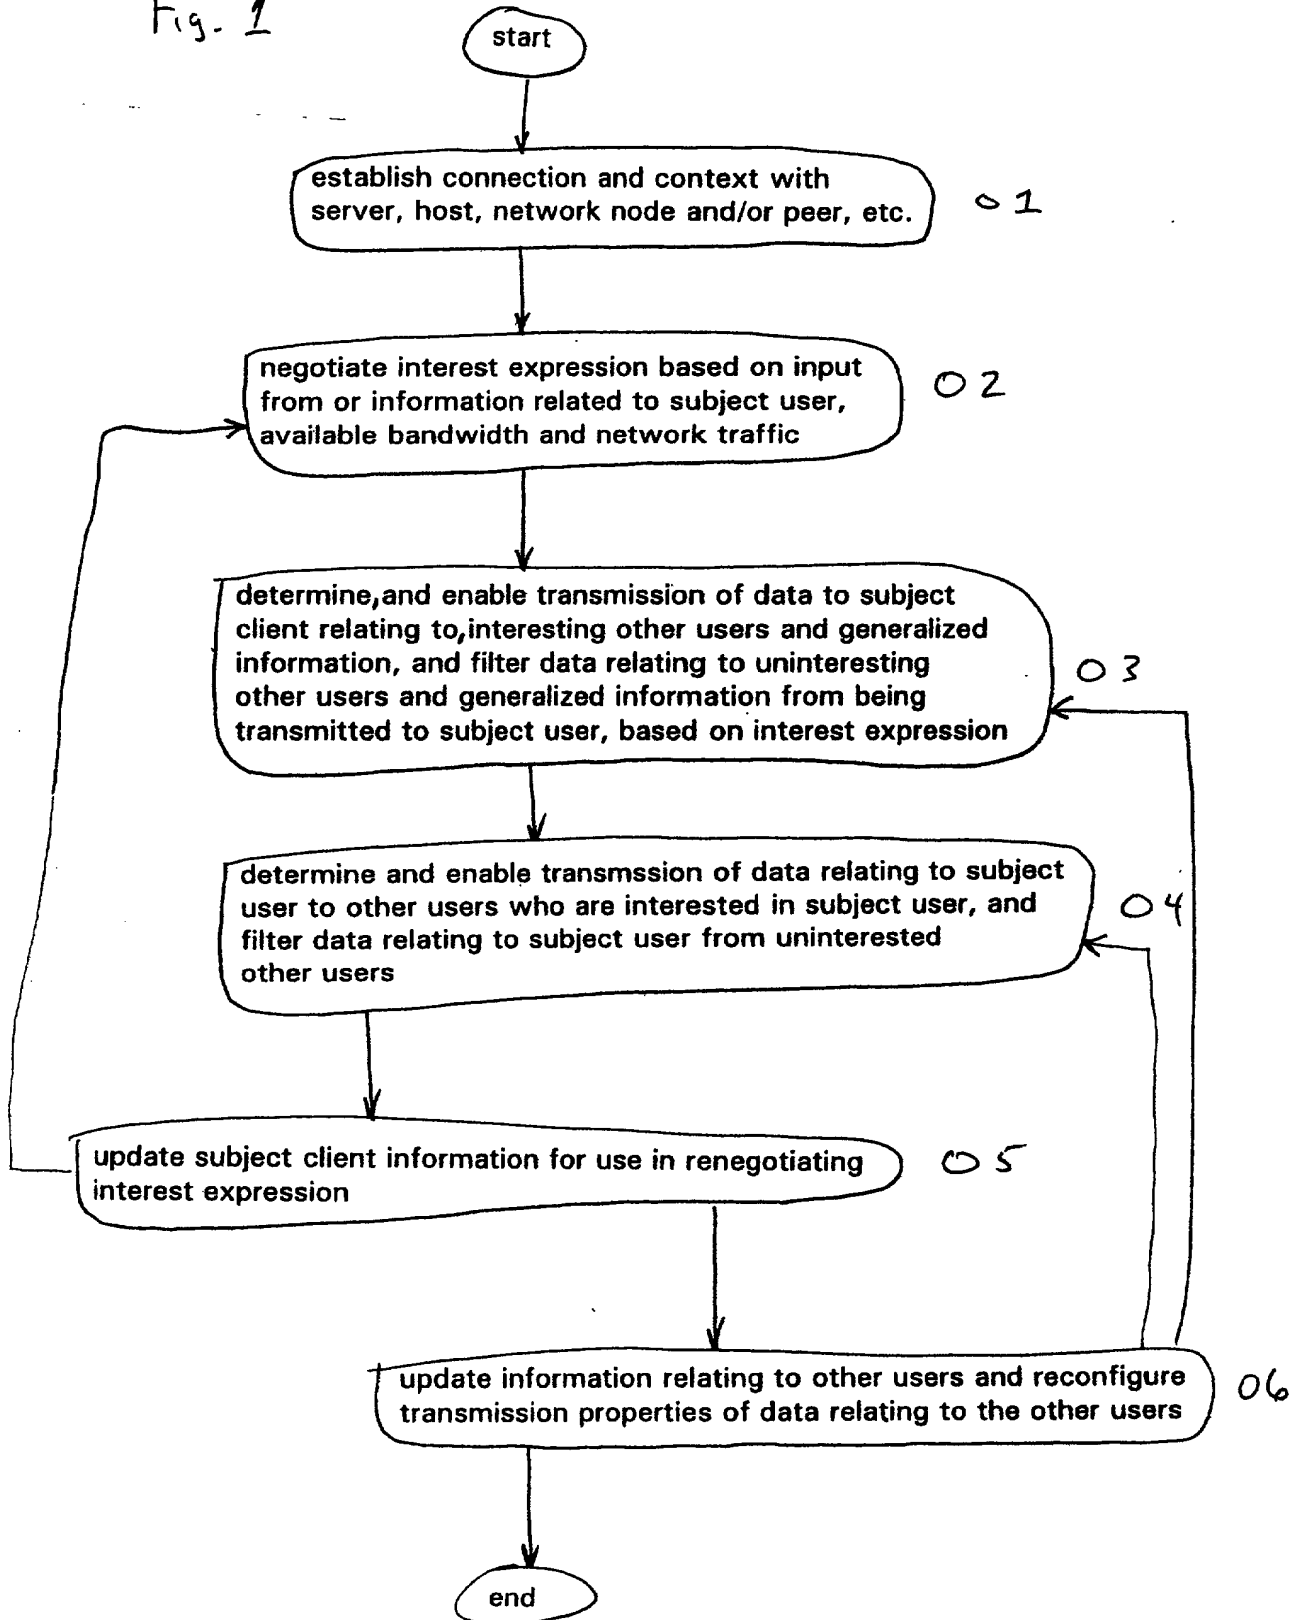 Fig. 1
start
establish connection and context with
server, host, network node and/or peer, etc.
01
negotiate interest expression based on input
from or information related to subject user,
available bandwidth and network traffic
02
determine,and enable transmission of data to subject
client relating to,interesting other users and generalized
information, and filter data relating to uninteresting
other users and generalized information from being
transmitted to subject user, based on interest expression
03
determine and enable transmssion of data relating to subject
user to other users who are interested in subject user, and
filter data relating to subject user from uninterested
other users
04
update subject client information for use in renegotiating
interest expression
05
update information relating to other users and reconfigure
transmission properties of data relating to the other users
06
end